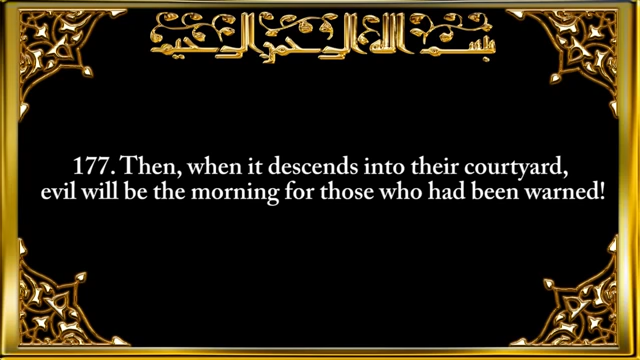 بسم الله الرحمن الرحيم
177. Then, when it descends into their courtyard,
evil will be the morning for those who had been warned!